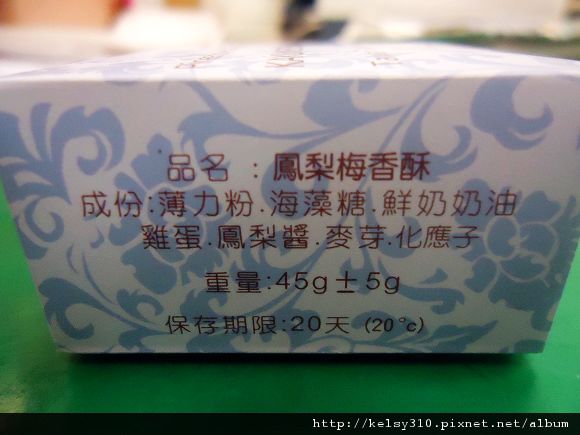 品名 : 鳳梨梅香酥
成份:薄力粉.海藻糖.鮮奶奶油
雞蛋.鳳梨醬.麥芽.化應子
重量:45g±5g
保存期限:20天 (20°c)
http://kelsy310.pixnet.net/album